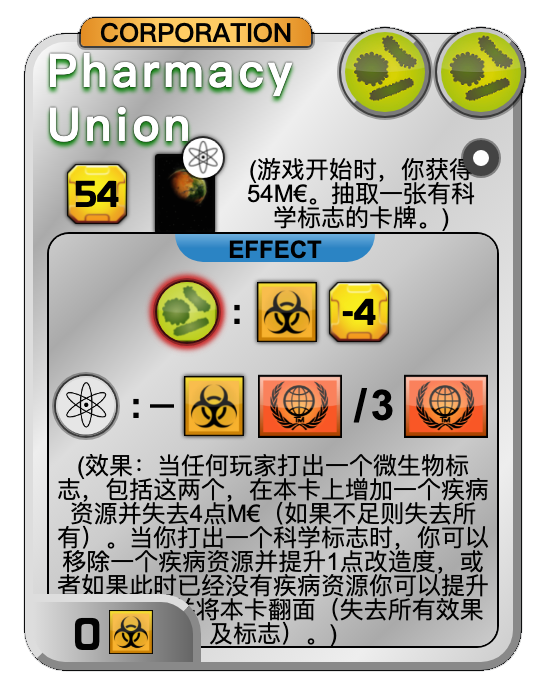 CORPORATION
Pharmacy
Union
54
(游戏开始时，你获得
54M€。抽取一张有科
学标志的卡牌。)
EFFECT
: -4
: – /3
TM TM
(效果：当任何玩家打出一个微生物标
志，包括这两个，在本卡上增加一个疾病
资源并失去4点M€（如果不足则失去所
有）。当你打出一个科学标志时，你可以
移除一个疾病资源并提升1点改造度，或
者如果此时已经没有疾病资源你可以提升
将本卡翻面（失去所有效果
及标志）。)
0